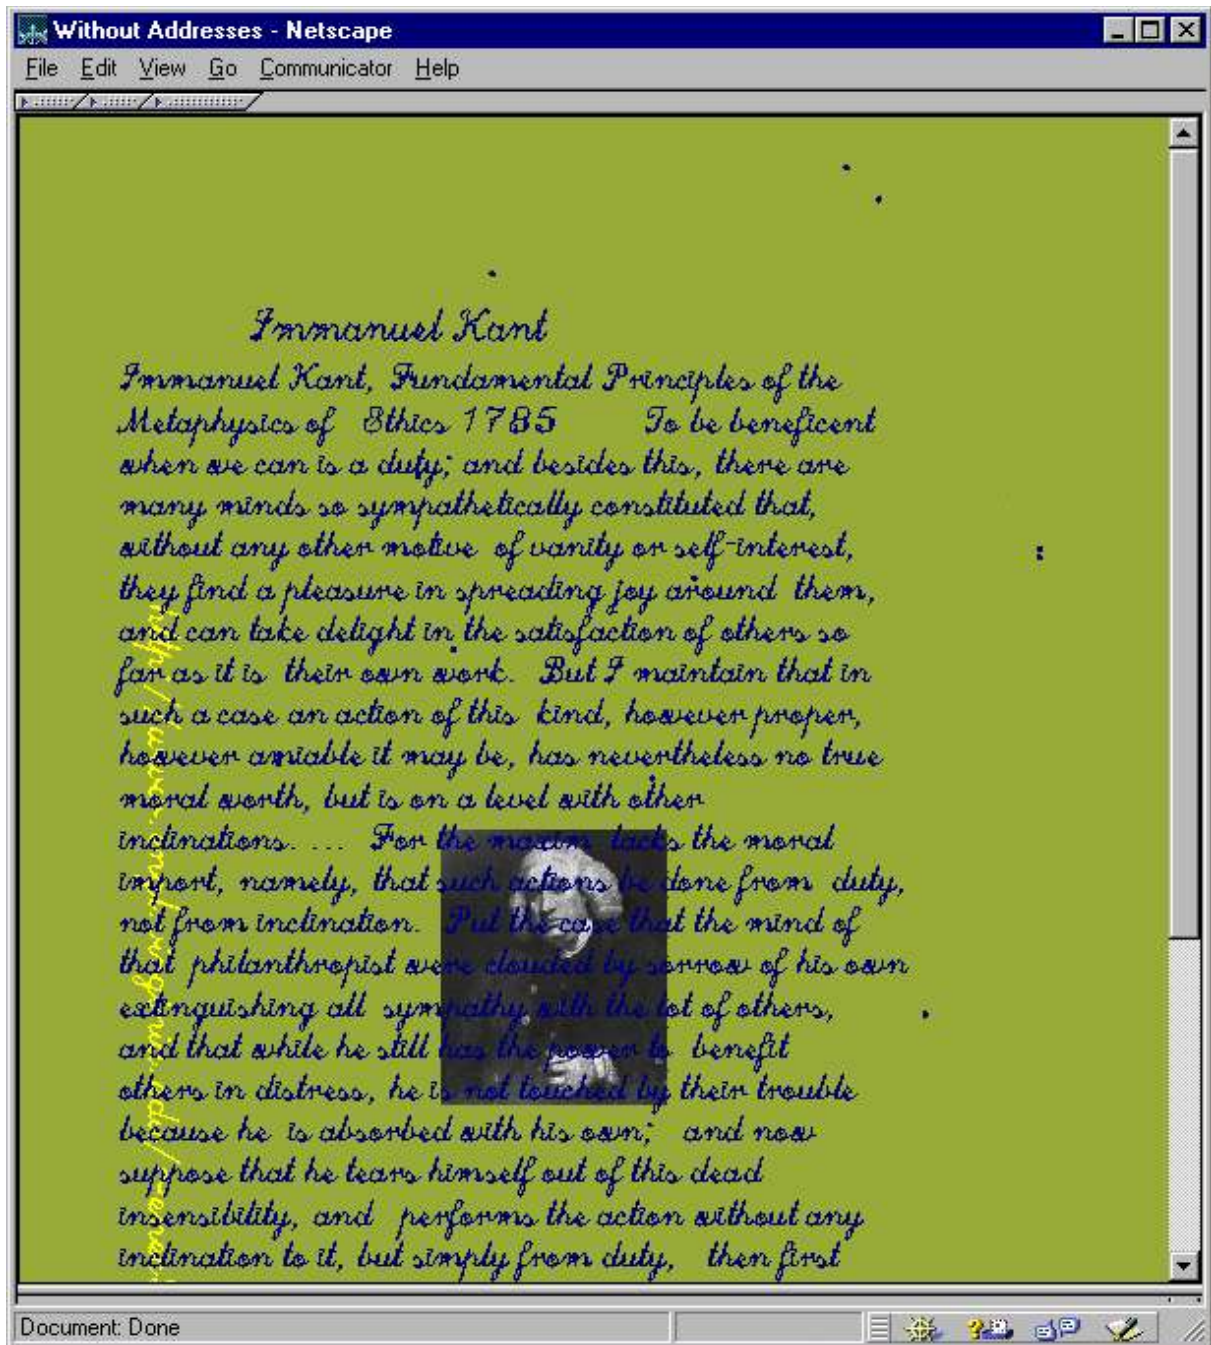 Without Addresses - Netscape
File Edit View Go Communicator Help
Immanuel Kant
Immanuel Kant, Fundamental Principles of the
Metaphysics of Ethics 1785 To be beneficent
when we can is a duty; and besides this, there are
many minds so sympathetically constituted that,
without any other motive of vanity or self-interest,
they find a pleasure in spreading joy around them,
and can take delight in the satisfaction of others so
far as it is their own work. But I maintain that in
such a case an action of this kind, however proper,
however amiable it may be, has nevertheless no true
moral worth, but is on a level with other
inclinations. ... For the maxim lacks the moral
import, namely, that such actions be done from duty,
not from inclination. Put the case that the mind of
that philanthropist were clouded by sorrow of his own
extinguishing all sympathy with the lot of others,
and that while he still has the power to benefit
others in distress, he is not touched by their trouble
because he is absorbed with his own; and now
suppose that he tears himself out of this dead
insensibility, and performs the action without any
inclination to it, but simply from duty, then first
Document: Done